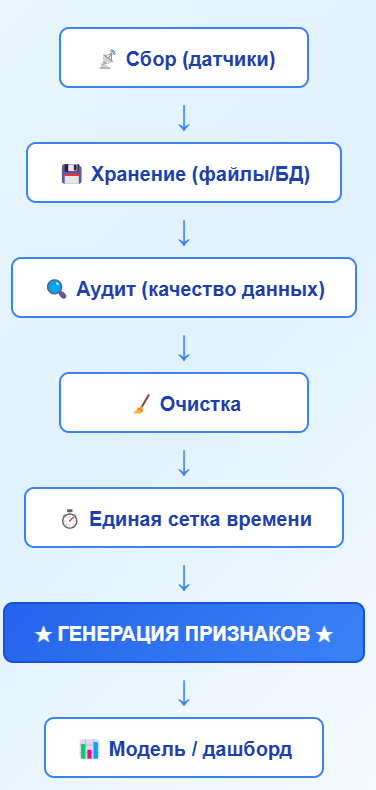 Сбор (датчики)
Хранение (файлы/БД)
Аудит (качество данных)
Очистка
Единая сетка времени
★ ГЕНЕРАЦИЯ ПРИЗНАКОВ ★
Модель / дашборд